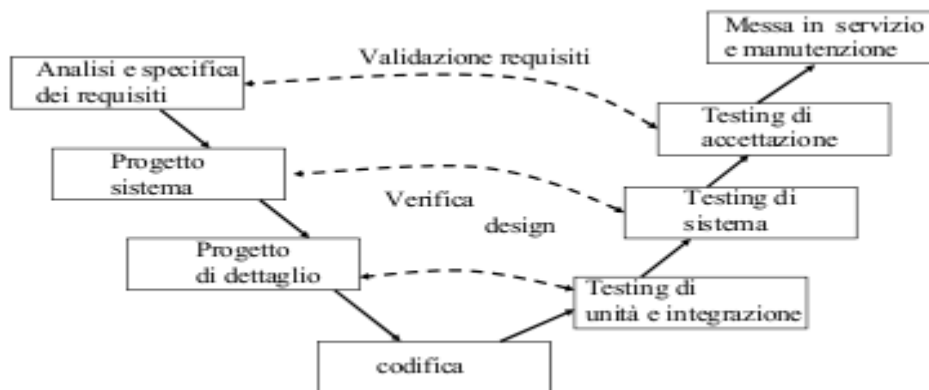 Messa in servizio
e manutenzione
Validazione requisiti
Analisi e specifica
dei requisiti
Testing di
accettazione
Progetto
sistema
Testing di
sistema
Verifica
design
Progetto
di dettaglio
Testing di
unità e integrazione
codifica